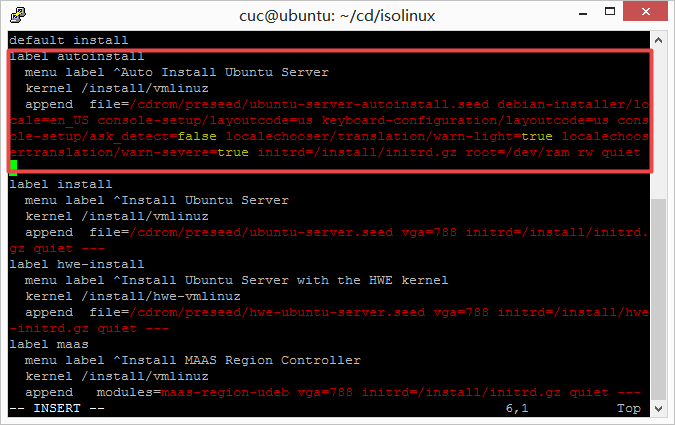 cuc@ubuntu: ~/cd/isolinux
default install
label autoinstall
  menu label ^Auto Install Ubuntu Server
  kernel /install/vmlinuz
  append  file=/cdrom/preseed/ubuntu-server-autoinstall.seed debian-installer/lo
cale=en_US console-setup/layoutcode=us keyboard-configuration/layoutcode=us cons
ole-setup/ask_detect=false localechooser/translation/warn-light=true localechoos
ertranslation/warn-severe=true initrd=/install/initrd.gz root=/dev/ram rw quiet
label install
  menu label ^Install Ubuntu Server
  kernel /install/vmlinuz
  append  file=/cdrom/preseed/ubuntu-server.seed vga=788 initrd=/install/initrd.
gz quiet ---
label hwe-install
  menu label ^Install Ubuntu Server with the HWE kernel
  kernel /install/hwe-vmlinuz
  append  file=/cdrom/preseed/hwe-ubuntu-server.seed vga=788 initrd=/install/hwe
-initrd.gz quiet ---
label maas
  menu label ^Install MAAS Region Controller
  kernel /install/vmlinuz
  append   modules=maas-region-udeb vga=788 initrd=/install/initrd.gz quiet ---
-- INSERT -- 6,1 Top